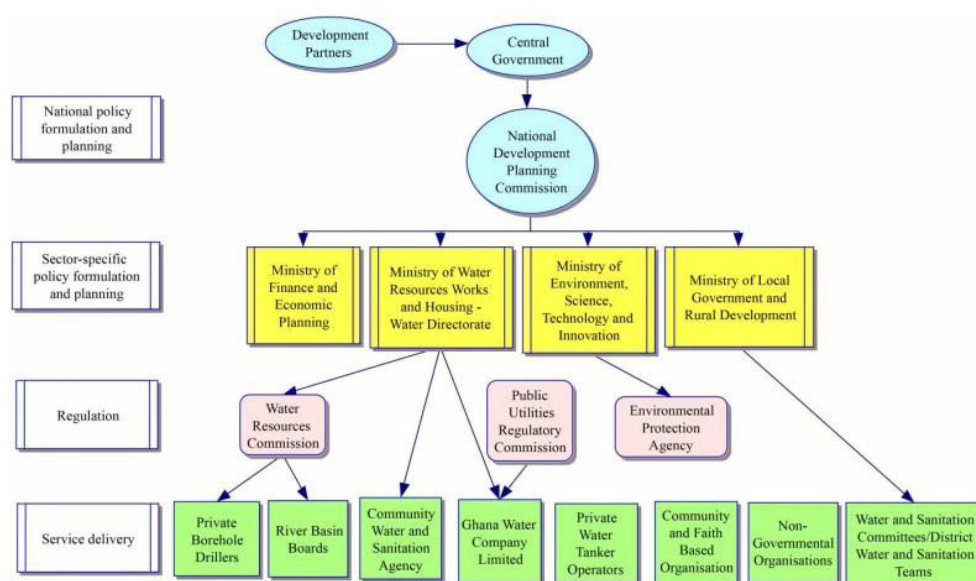 Development
Partners
Central
Government
National policy
formulation and
planning
National
Development
Planning
Commission
Sector-specific
policy formulation
and planning
Ministry of
Finance and
Economic
Planning
Ministry of Water
Resources Works
and Housing -
Water Directorate
Ministry of
Environment,
Science,
Technology and
Innovation
Ministry of Local
Government and
Rural Development
Regulation
Water
Resources
Commission
Public
Utilities
Regulatory
Commission
Environmental
Protection
Agency
Service delivery
Private
Borehole
Drillers
River Basin
Boards
Community
Water and
Sanitation
Agency
Ghana Water
Company
Limited
Private
Water
Tanker
Operators
Community
and Faith
Based
Organisation
Non-
Governmental
Organisations
Water and Sanitation
Committees/District
Water and Sanitation
Teams